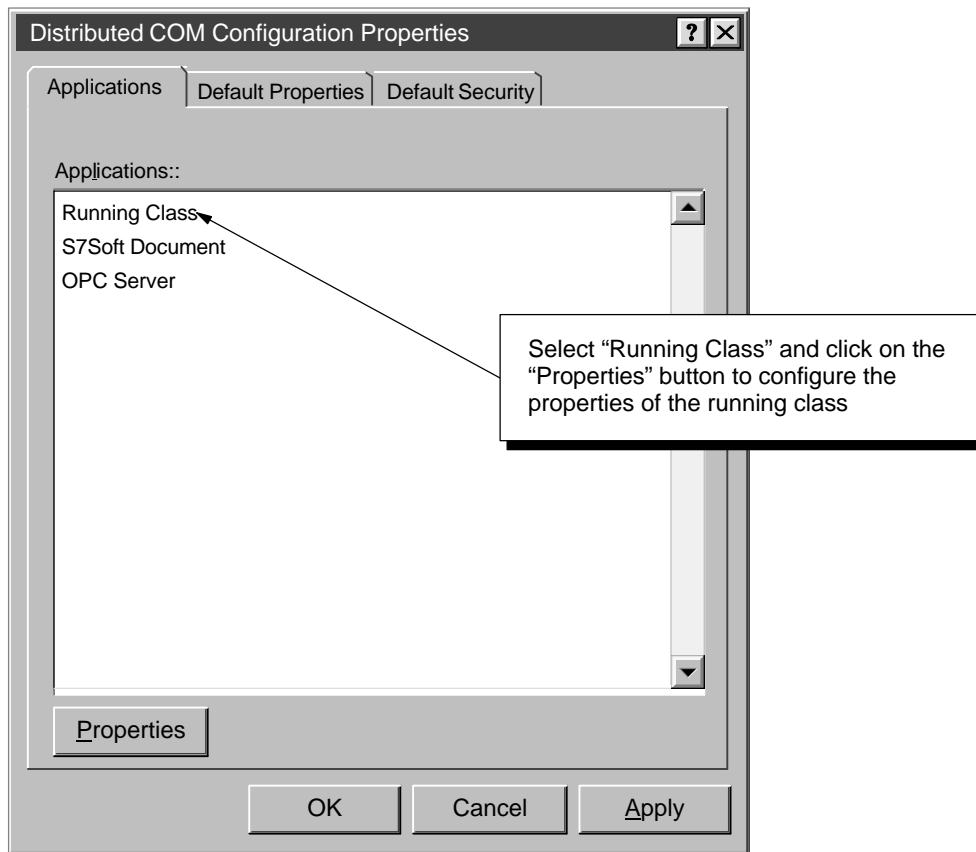 Distributed COM Configuration Properties
?
Applications
Default Properties
Default Security
Applications::
Running Class
S7Soft Document
OPC Server
Select “Running Class” and click on the
“Properties” button to configure the
properties of the running class
Properties
OK
Cancel
Apply